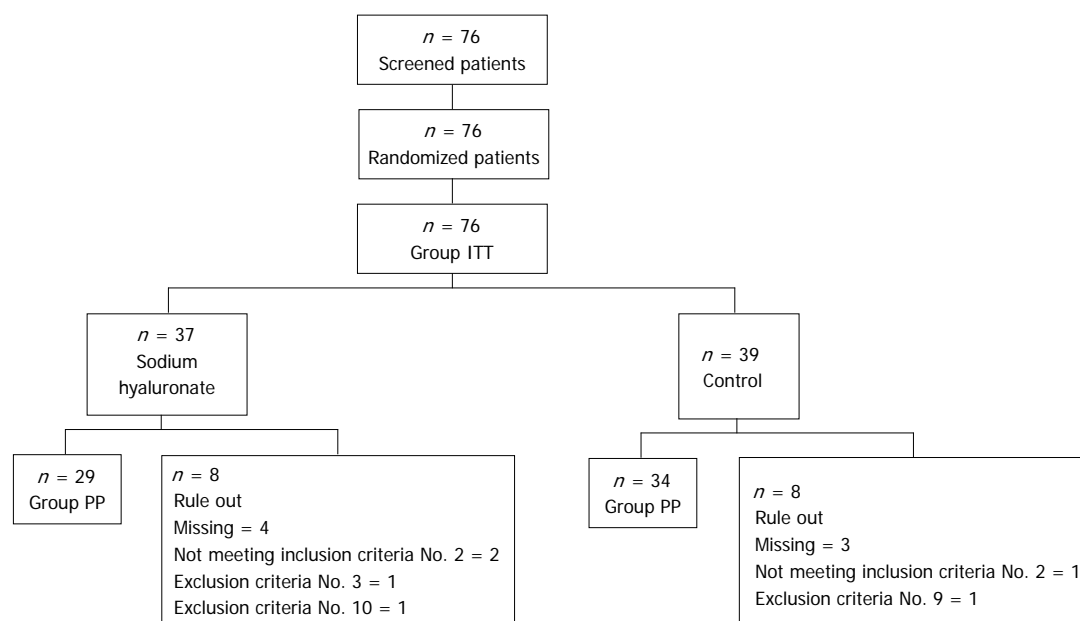 n = 76
Screened patients
n = 76
Randomized patients
n = 76
Group ITT
n = 37
Sodium
hyaluronate
n = 39
Control
n = 29
Group PP
n = 8
Rule out
Missing = 4
Not meeting inclusion criteria No. 2 = 2
Exclusion criteria No. 3 = 1
Exclusion criteria No. 10 = 1
n = 34
Group PP
n = 8
Rule out
Missing = 3
Not meeting inclusion criteria No. 2 = 1
Exclusion criteria No. 9 = 1